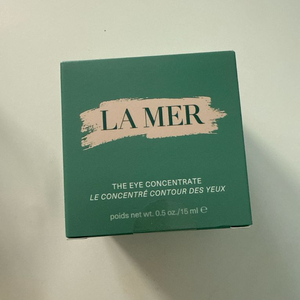 LA MER
THE EYE CONCENTRATE
LE CONCENTRÉ CONTOUR DES YEUX
poids net wt. 0.5 oz./15 ml ℮